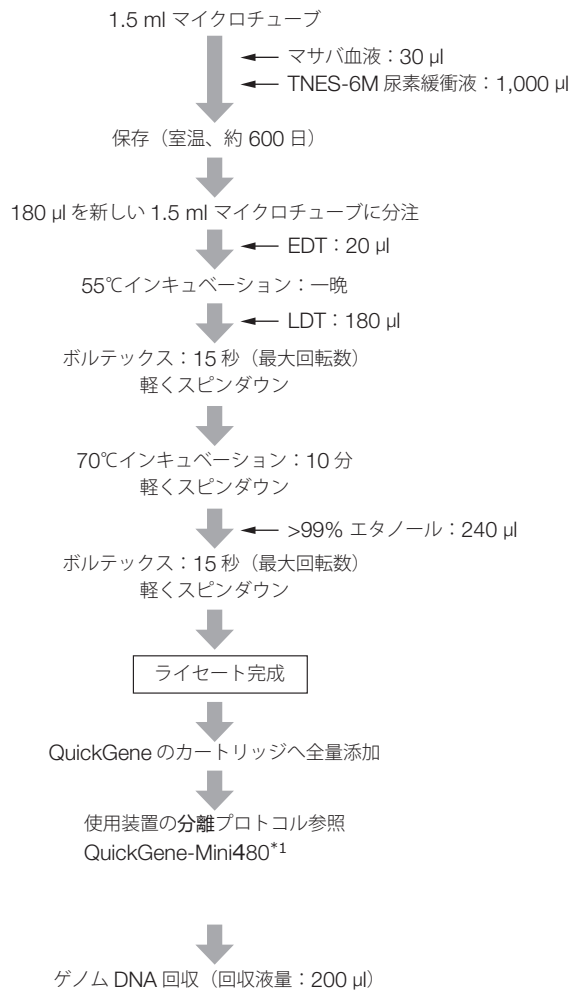 1.5 ml マイクロチューブ
マサバ血液：30 µl
TNES-6M 尿素緩衝液：1,000 µl
保存（室温、約 600 日）
180 µl を新しい 1.5 ml マイクロチューブに分注
EDT：20 µl
55℃インキュベーション：一晩
LDT：180 µl
ボルテックス：15 秒（最大回転数）
軽くスピンダウン
70℃インキュベーション：10 分
軽くスピンダウン
>99% エタノール：240 µl
ボルテックス：15 秒（最大回転数）
軽くスピンダウン
ライセート完成
QuickGene のカートリッジへ全量添加
使用装置の分離プロトコル参照
QuickGene-Mini480*1
ゲノム DNA 回収（回収液量：200 µl）